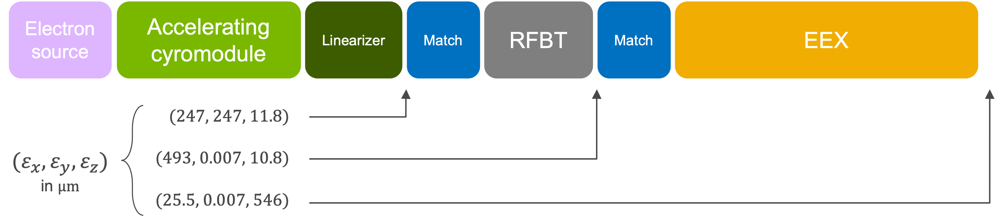 Electron
source
Accelerating
cyromodule
Linearizer
Match
RFBT
Match
EEX
(247, 247, 11.8)
(493, 0.007, 10.8)
(25.5, 0.007, 546)
(εx, εy, εz)
in μm